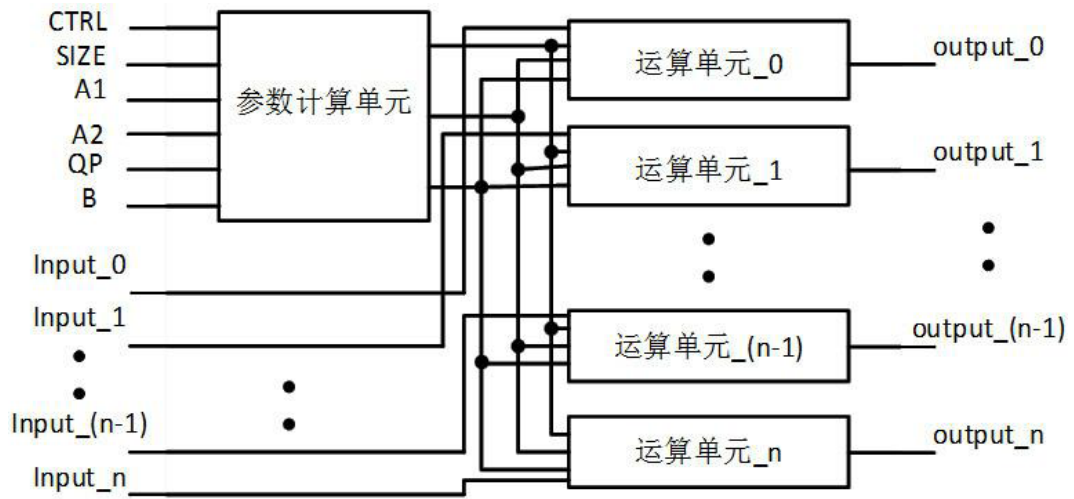 CTRL
SIZE
A1
A2
QP
B
参数计算单元
Input_0
Input_1
Input_(n-1)
Input_n
运算单元_0
运算单元_1
运算单元_(n-1)
运算单元_n
output_0
output_1
output_(n-1)
output_n